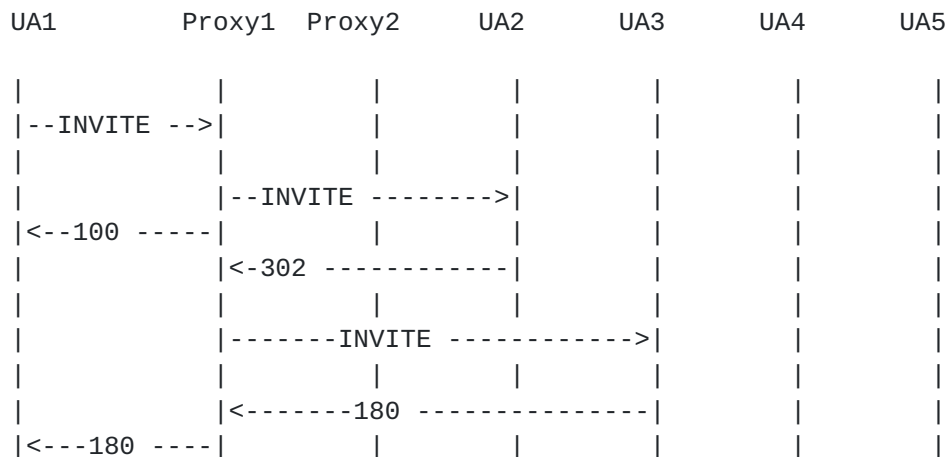 UA1          Proxy1  Proxy2     UA2      UA3      UA4      UA5
|            |         |        |        |        |        |
|--INVITE -->|         |        |        |        |        |
|            |         |        |        |        |        |
|            |--INVITE -------->|        |        |        |
|<--100 -----|         |        |        |        |        |
|            |<-302 ------------|        |        |        |
|            |         |        |        |        |        |
|            |-------INVITE ------------>|        |        |
|            |         |        |        |        |        |
|            |<-------180 ---------------|        |        |
|<---180 ----|         |        |        |        |        |